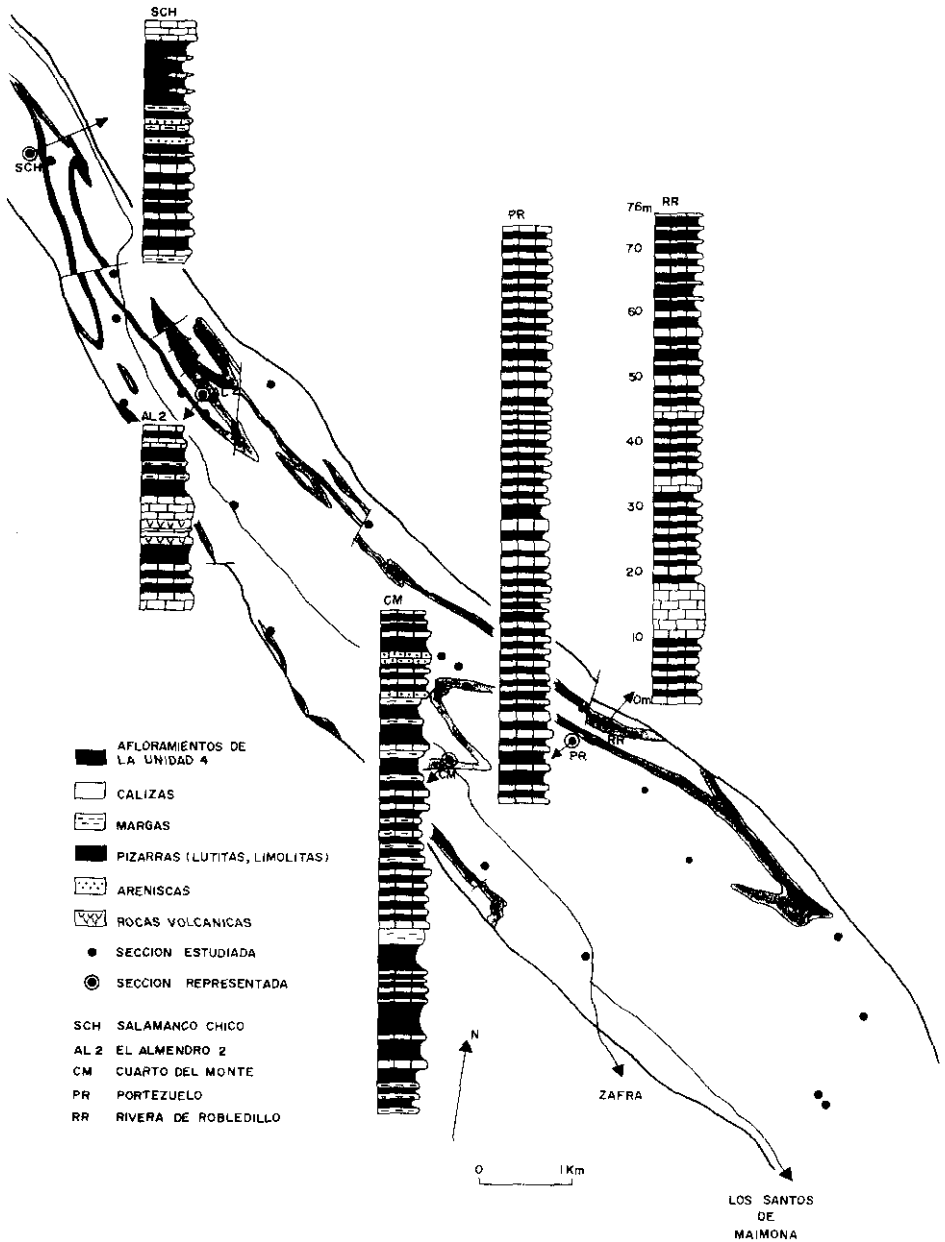 SCH
SCH
PR
76m
RR
70
60
50
40
30
20
10
0m
AL 2
CM
RR
PR
CM
AFLORAMIENTOS DE
LA UNIDAD 4
CALIZAS
MARGAS
PIZARRAS (LUTITAS, LIMOLITAS)
ARENISCAS
ROCAS VOLCANICAS
SECCION ESTUDIADA
SECCION REPRESENTADA
SCH SALAMANCO CHICO
AL 2 EL ALMENDRO 2
CM CUARTO DEL MONTE
PR PORTEZUELO
RR RIVERA DE ROBLEDILLO
N
ZAFRA
0 1 Km
LOS SANTOS
DE
MAIMONA